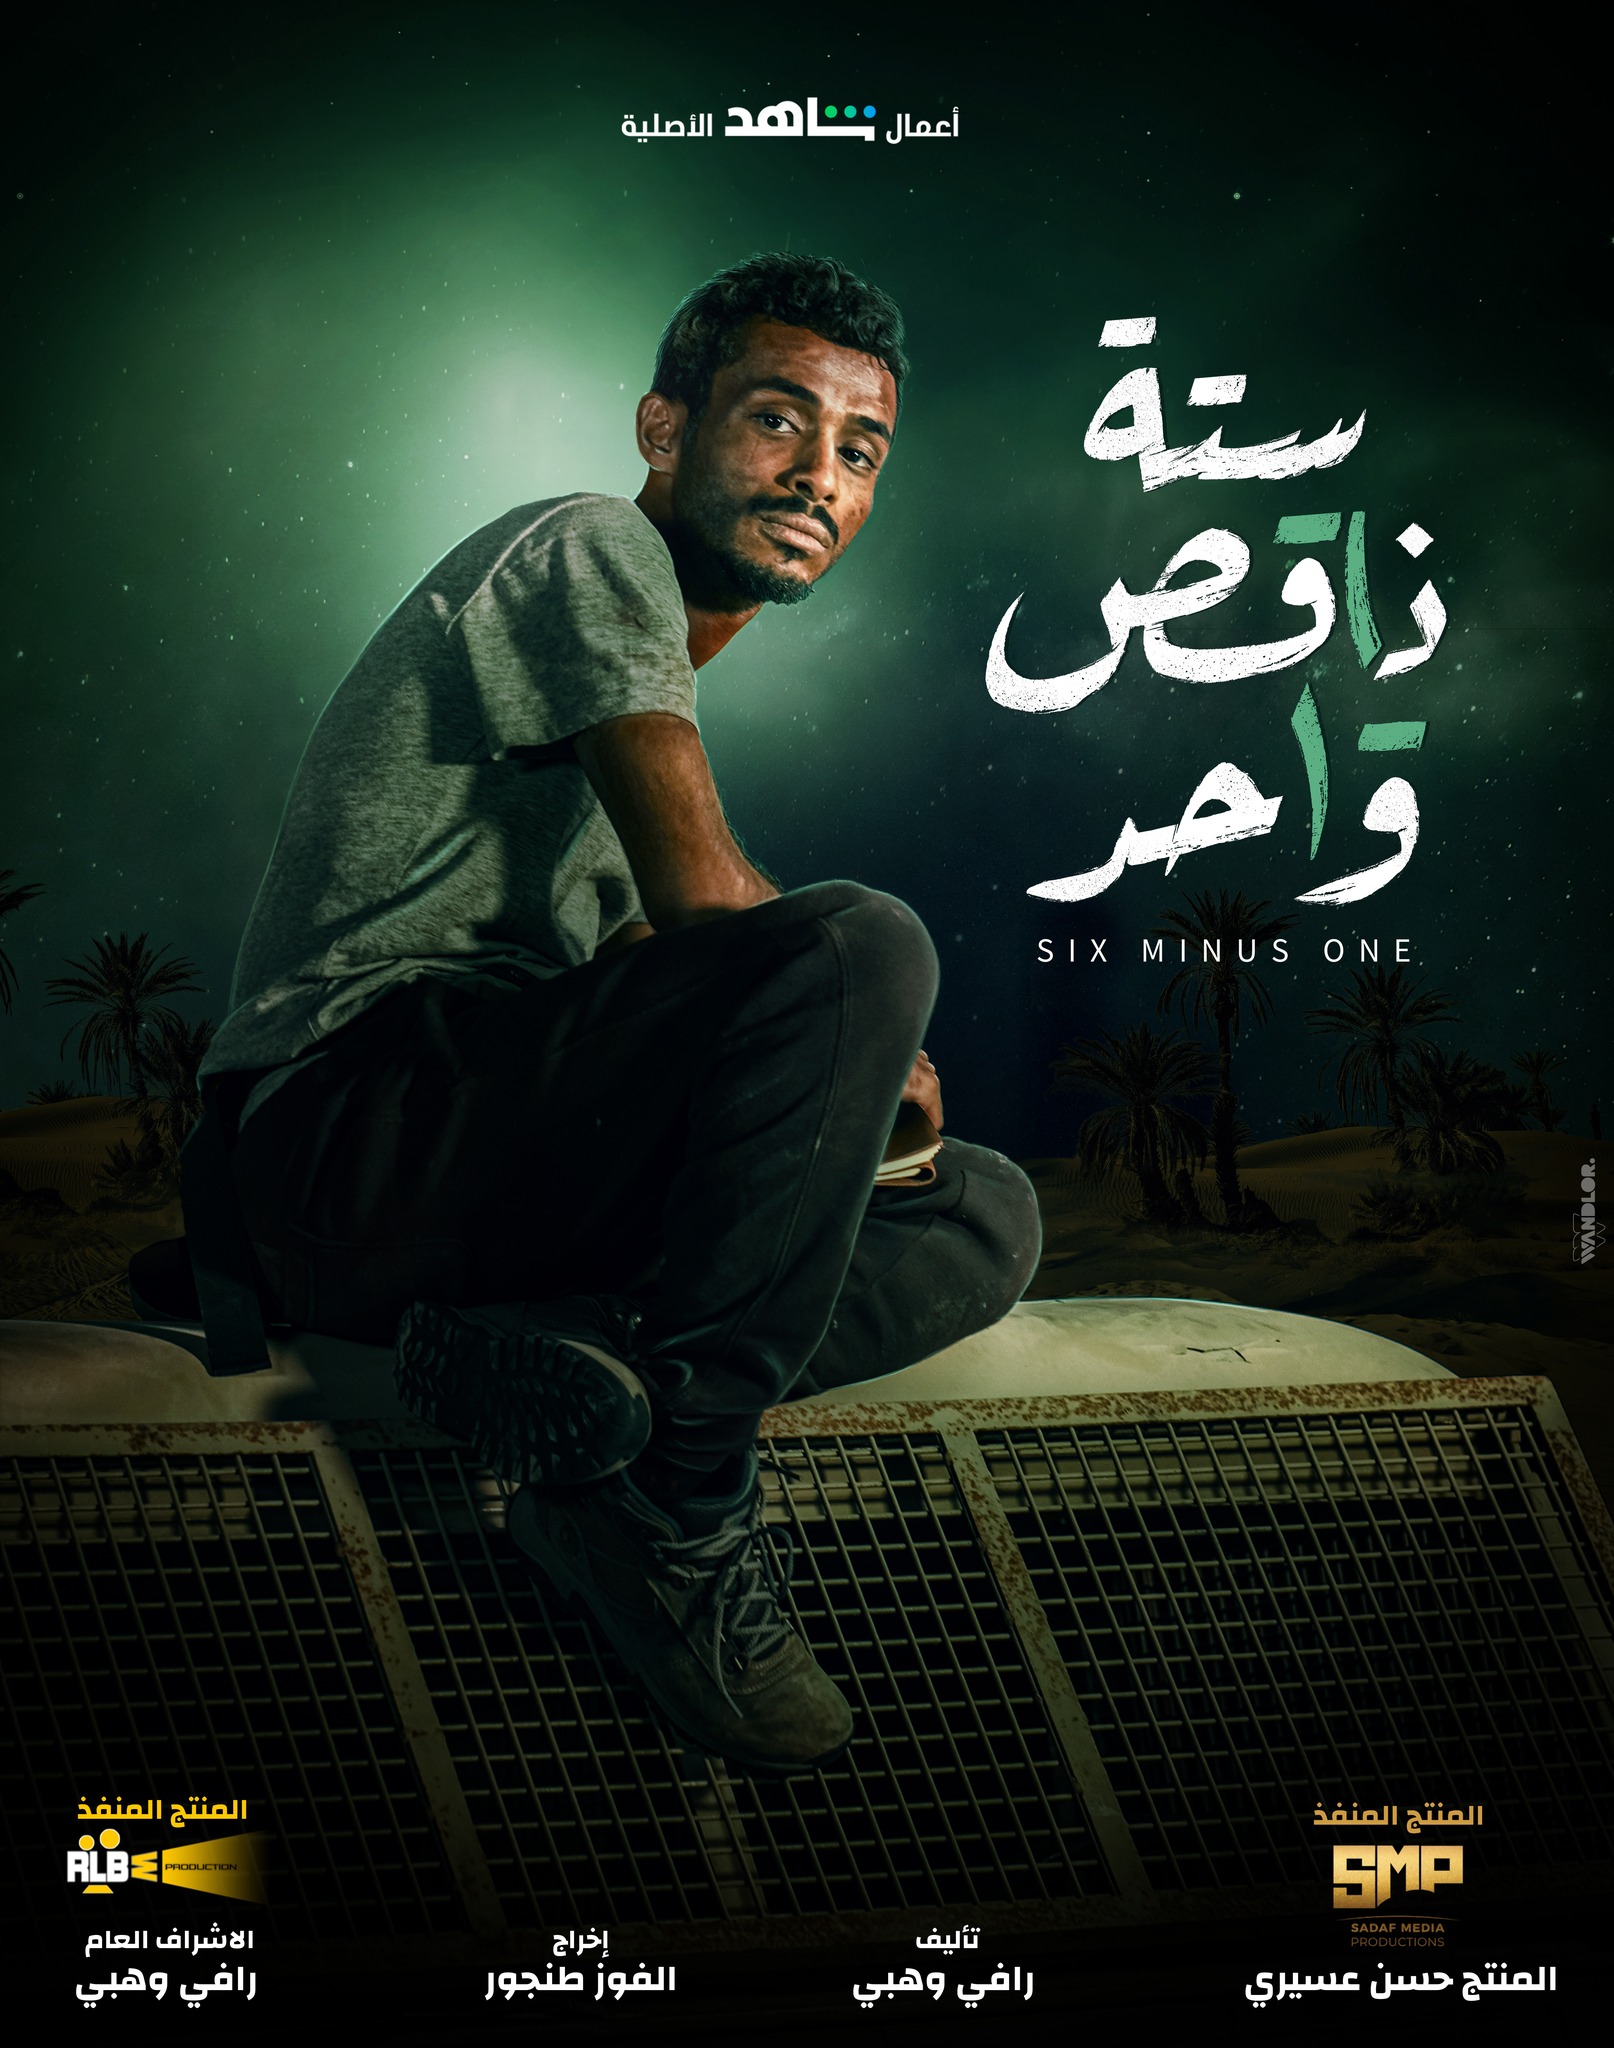 أعمال شاهد الأصلية
ستة
ناقص
واحد
SIX MINUS ONE
WANDLOR.
المنتج المنفذ
SMP
SADAF MEDIA
PRODUCTIONS
المنتج حسن عسيري
تأليف
رافي وهبي
إخراج
الفوز طنجور
المنتج المنفذ
RLB PRODUCTION
الاشراف العام
رافي وهبي